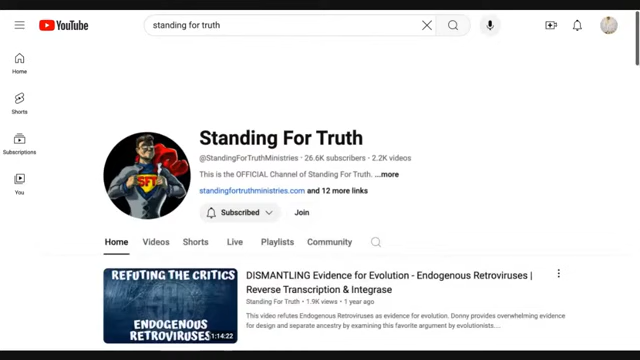 YouTube
standing for truth
Home
Shorts
Subscriptions
You
SFT
Standing For Truth
@StandingForTruthMinistries • 26.6K subscribers • 2.2K videos
This is the OFFICIAL Channel of Standing For Truth. ...more
standingfortruthministries.com and 12 more links
Subscribed
Join
Home Videos Shorts Live Playlists Community
REFUTING THE CRITICS
ENDOGENOUS
RETROVIRUSES
1:14:22
DISMANTLING Evidence for Evolution - Endogenous Retroviruses |
Reverse Transcription & Integrase
Standing For Truth • 1.9K views • 1 year ago
This video refutes Endogenous Retroviruses as evidence for evolution. Donny provides overwhelming evidence
for design and separate ancestry by examining this favorite argument by evolutionists...